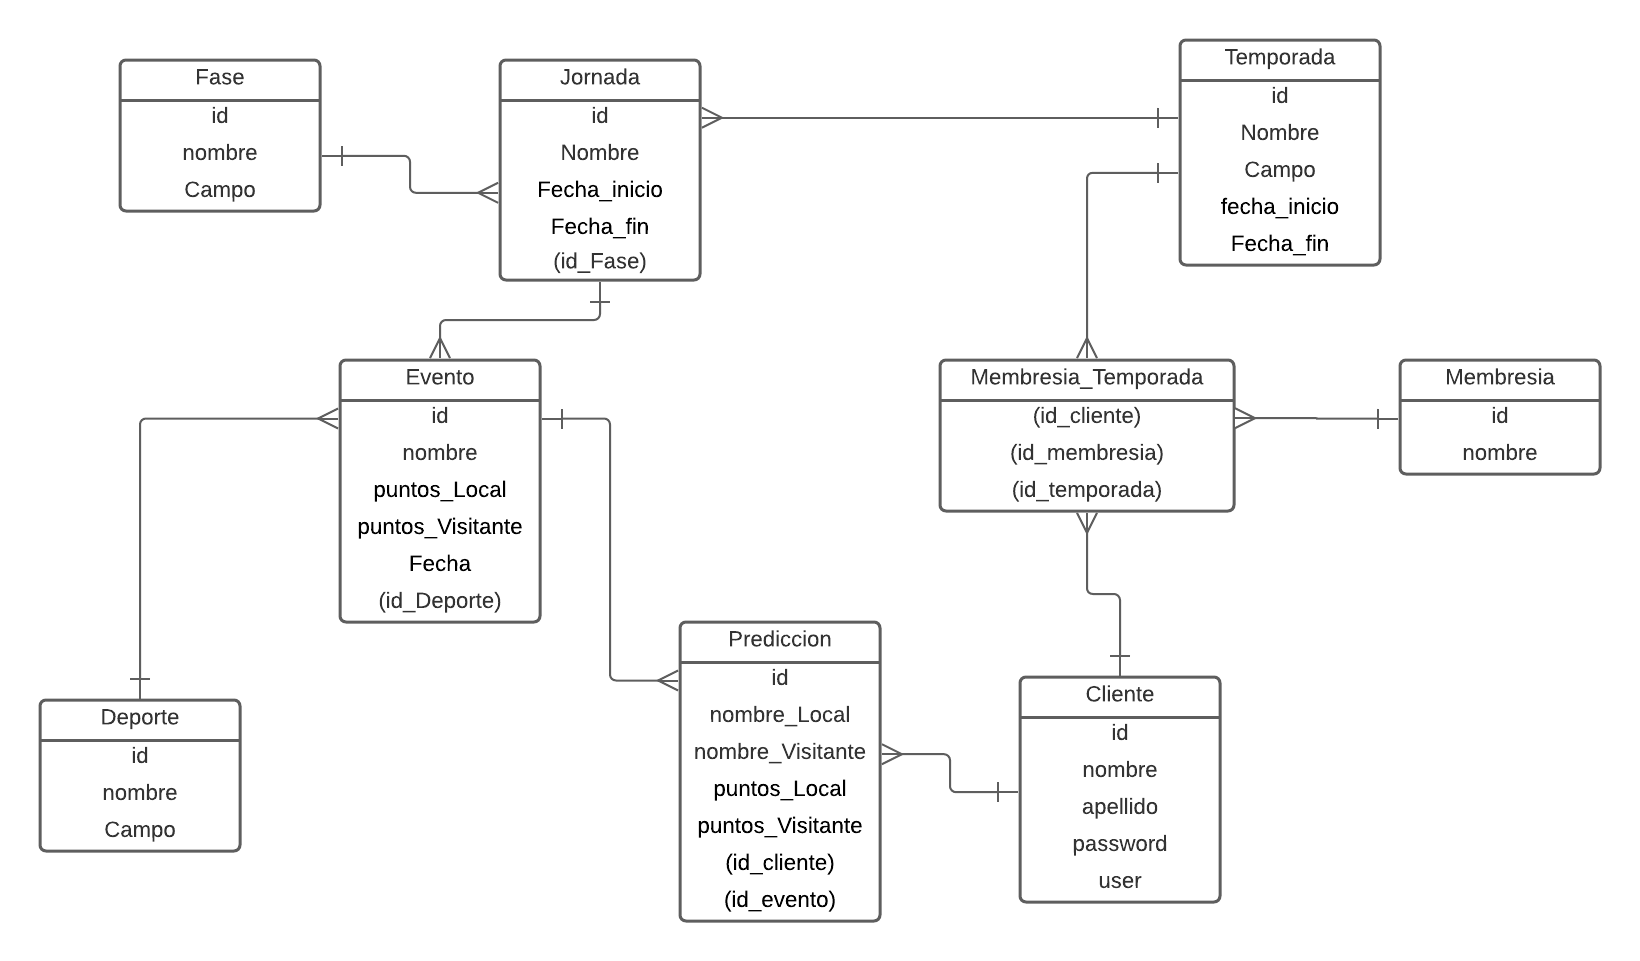 Fase
id
nombre
Campo
Jornada
id
Nombre
Fecha_inicio
Fecha_fin
(id_Fase)
Temporada
id
Nombre
Campo
fecha_inicio
Fecha_fin
Evento
id
nombre
puntos_Local
puntos_Visitante
Fecha
(id_Deporte)
Membresia_Temporada
(id_cliente)
(id_membresia)
(id_temporada)
Membresia
id
nombre
Deporte
id
nombre
Campo
Prediccion
id
nombre_Local
nombre_Visitante
puntos_Local
puntos_Visitante
(id_cliente)
(id_evento)
Cliente
id
nombre
apellido
password
user